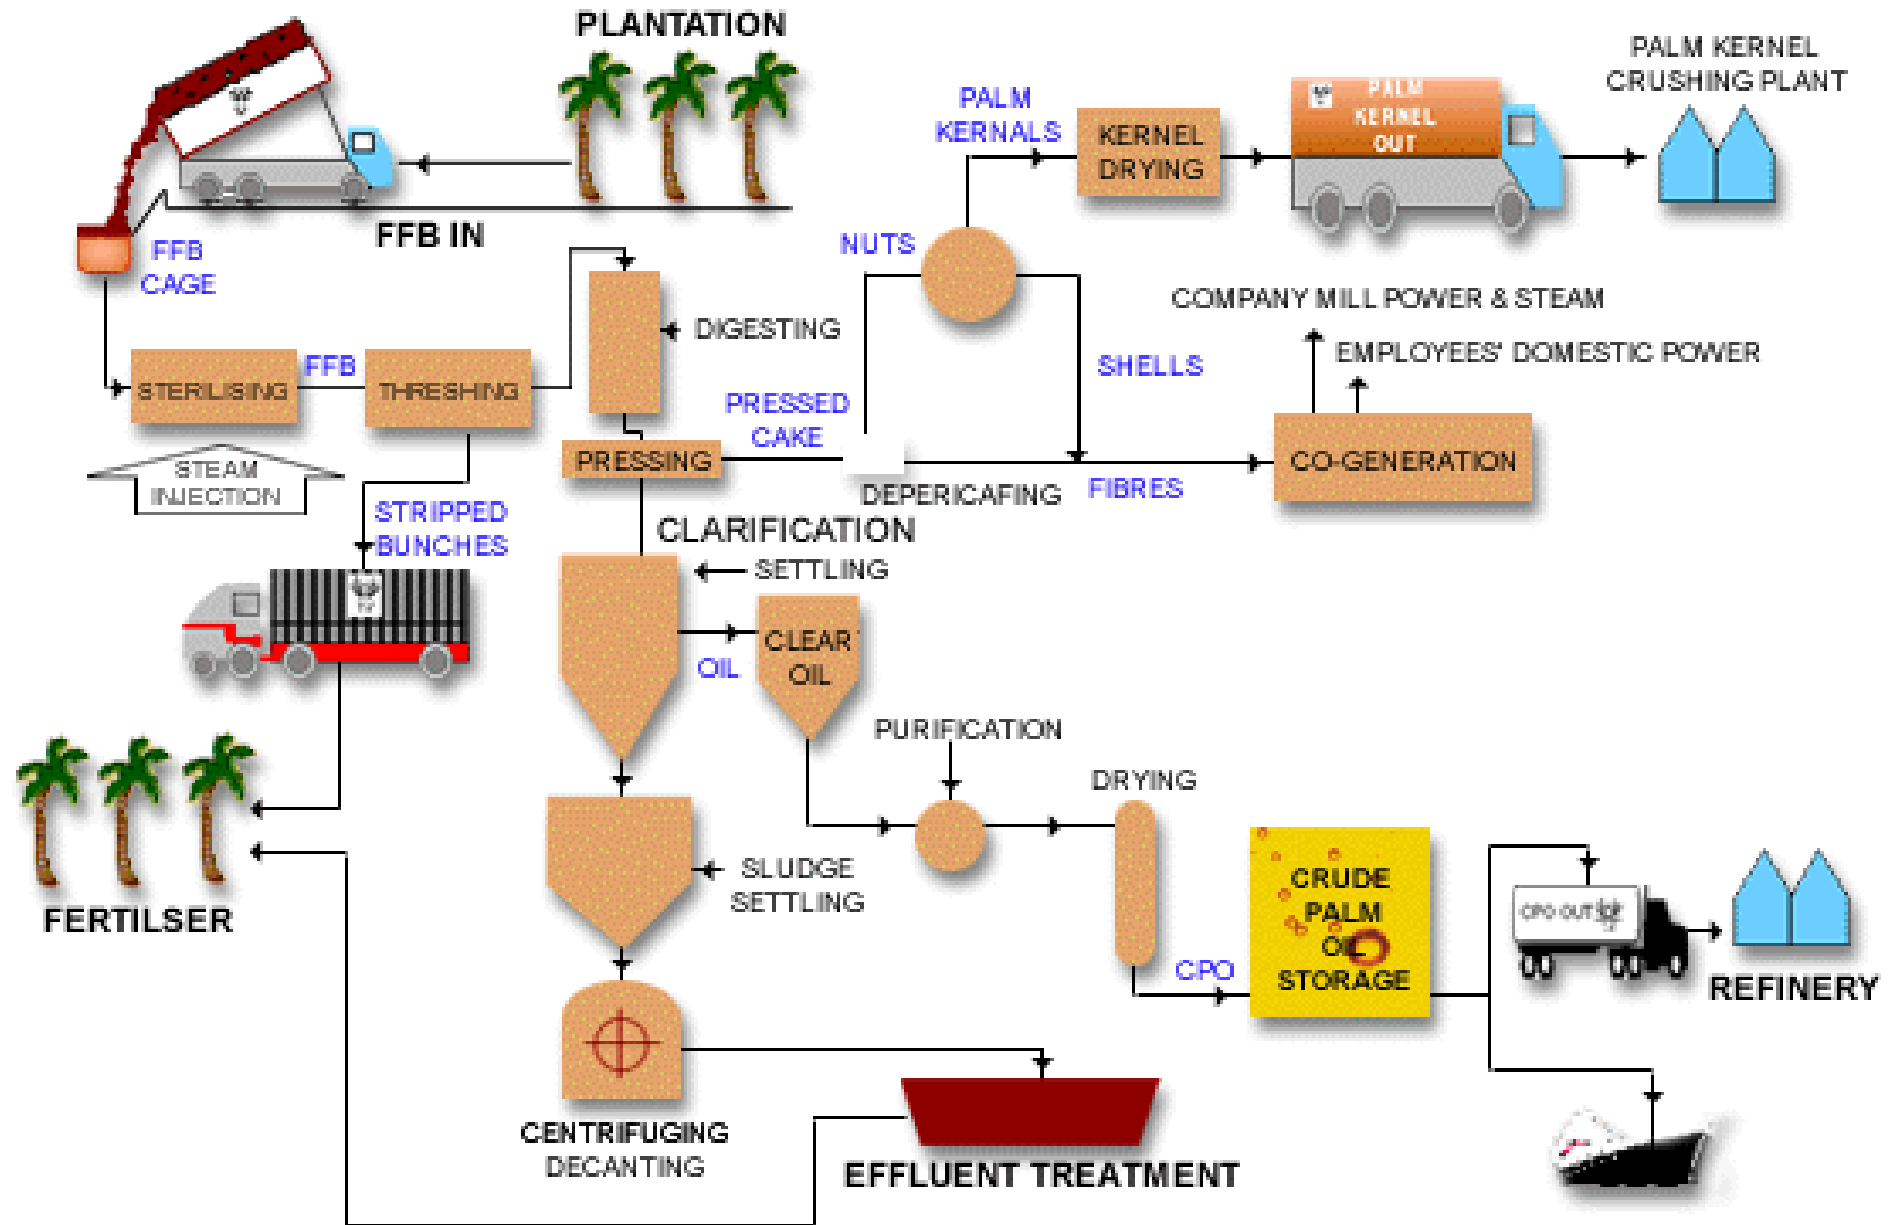 PLANTATION
FFB IN
FFB
CAGE
STERILISING
FFB
THRESHING
STEAM
INJECTION
STRIPPED
BUNCHES
FERTILSER
DIGESTING
PRESSING
PRESSED
CAKE
DEPERICAFING
NUTS
PALM
KERNALS
KERNEL
DRYING
PALM
KERNEL
OUT
PALM KERNEL
CRUSHING PLANT
SHELLS
FIBRES
COMPANY MILL POWER & STEAM
EMPLOYEES' DOMESTIC POWER
CO-GENERATION
CLARIFICATION
SETTLING
OIL
CLEAR
OIL
PURIFICATION
DRYING
SLUDGE
SETTLING
CENTRIFUGING
DECANTING
EFFLUENT TREATMENT
CPO
CRUDE
PALM
OIL
STORAGE
CPO OUT
REFINERY